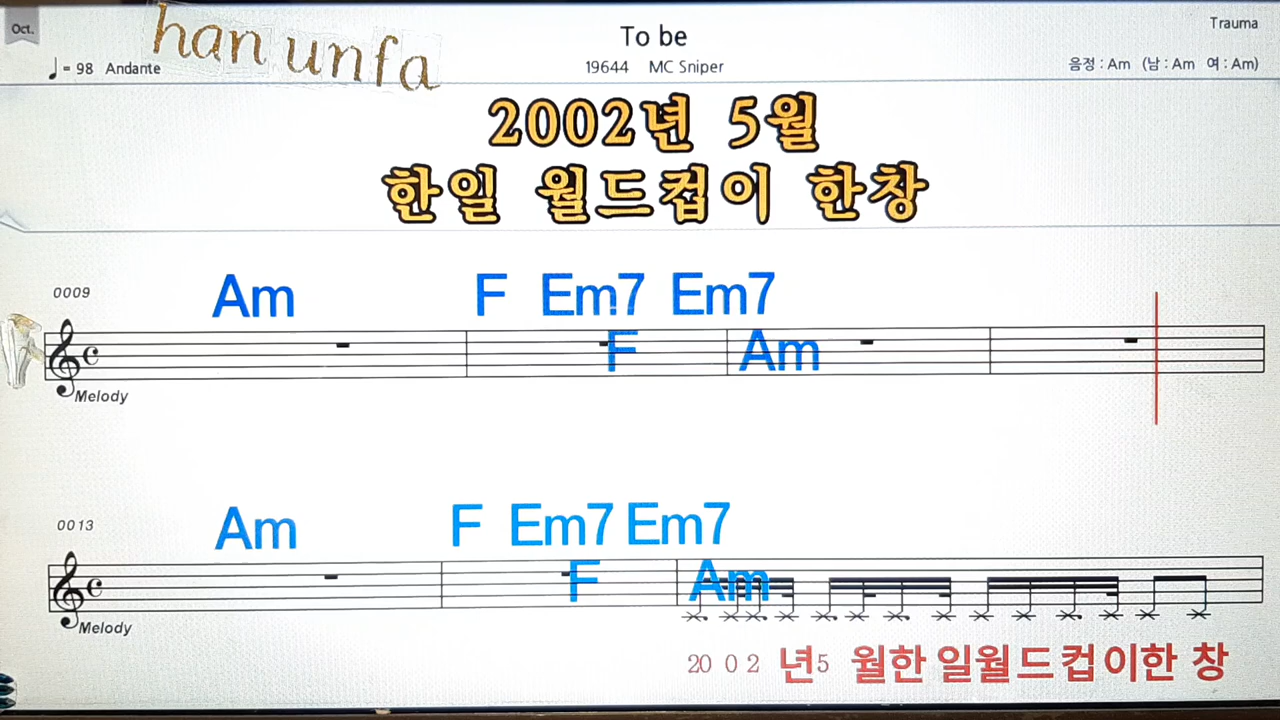 Oct.
han unfa
To be
Trauma
♩= 98 Andante
19644 MC Sniper
음정 : Am (남 : Am 여 : Am)
2002년 5월
한일 월드컵이 한창
0009
Am F Em7 Em7
F Am
Melody
0013
Am F Em7 Em7
F Am
Melody
20 0 2 년5 월한 일월드컵이한 창